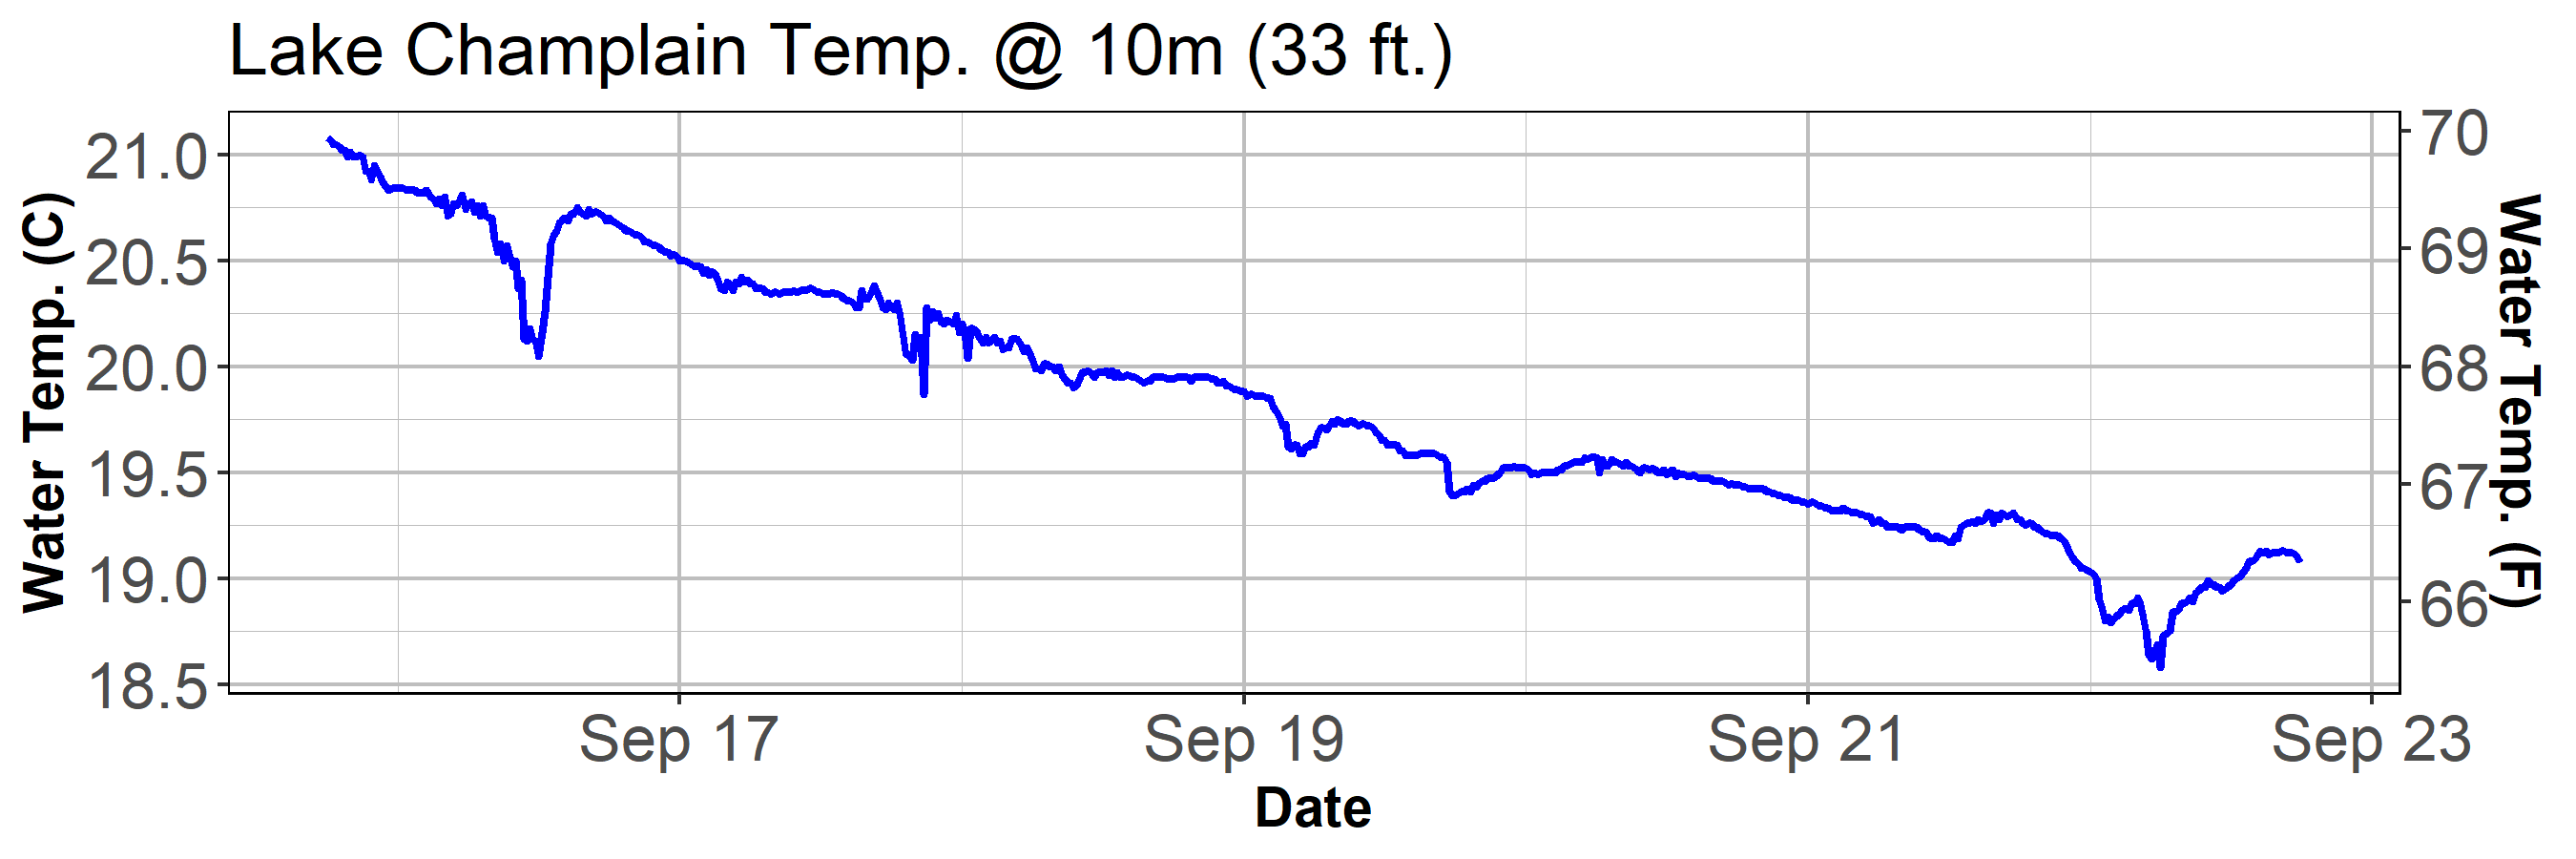 Lake Champlain Temp. @ 10m (33 ft.)
Water Temp. (C)
21.0
20.5
20.0
19.5
19.0
18.5
70
69
68
67
66
Water Temp. (F)
Sep 17 Sep 19 Sep 21 Sep 23
Date